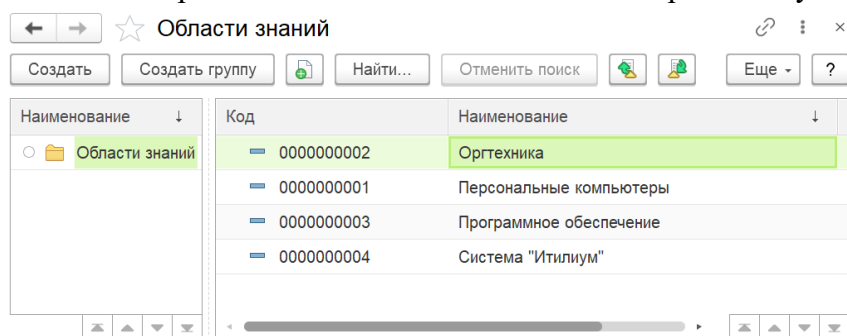 Области знаний
Создать Создать группу Найти... Отменить поиск Еще ?
Наименование ↓ Код Наименование ↓
Области знаний 0000000002 Оргтехника
0000000001 Персональные компьютеры
0000000003 Программное обеспечение
0000000004 Система "Итилиум"